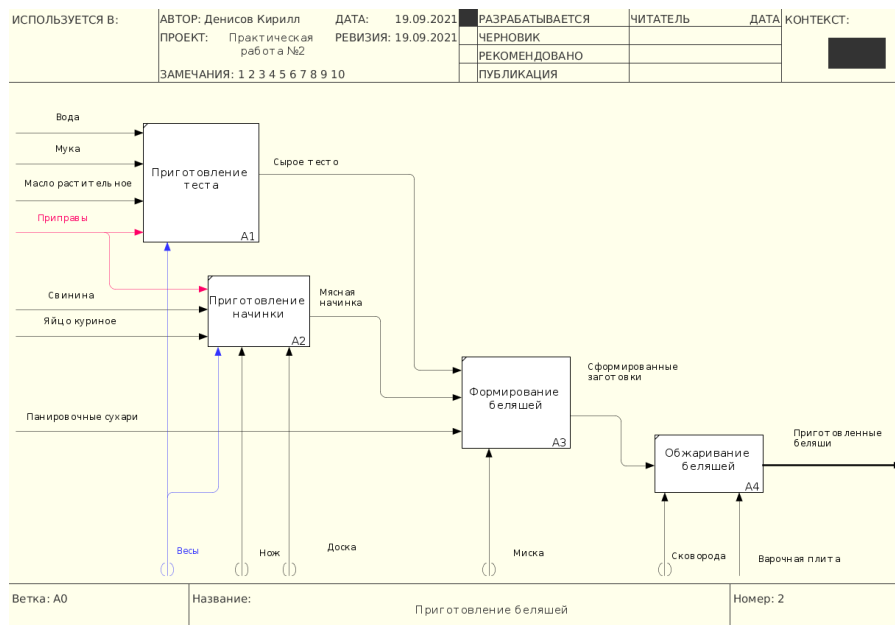 ИСПОЛЬЗУЕТСЯ В:
АВТОР: Денисов Кирилл
ДАТА: 19.09.2021
РАЗРАБАТЫВАЕТСЯ
ЧИТАТЕЛЬ
ДАТА
КОНТЕКСТ:
ПРОЕКТ: Практическая
работа №2
РЕВИЗИЯ: 19.09.2021
ЧЕРНОВИК
РЕКОМЕНДОВАНО
ЗАМЕЧАНИЯ: 1 2 3 4 5 6 7 8 9 10
ПУБЛИКАЦИЯ
Вода
Мука
Масло растительное
Приправы
Приготовление
теста
A1
Сырое тесто
Свинина
Яйцо куриное
Приготовление
начинки
A2
Мясная
начинка
Панировочные сухари
Формирование
беляшей
A3
Сформированные
заготовки
Обжаривание
беляшей
A4
Приготовленные
беляши
Весы
Нож
Доска
Миска
Сковорода
Варочная плита
Ветка: A0
Название:
Приготовление беляшей
Номер: 2